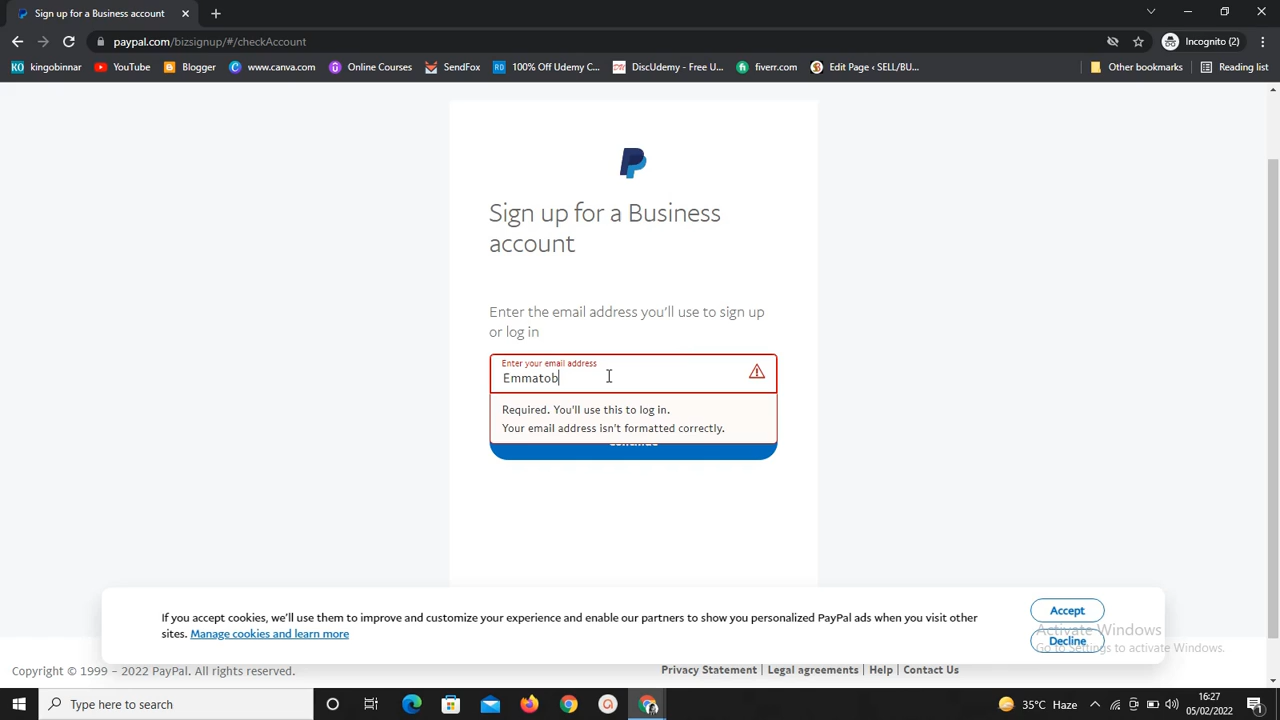 Sign up for a Business account
paypal.com/bizsignup/#/checkAccount
Incognito (2)
kingobinnar
YouTube
Blogger
www.canva.com
Online Courses
SendFox
100% Off Udemy C...
DiscUdemy - Free U...
fiverr.com
Edit Page ‹ SELL/BU...
Other bookmarks
Reading list
Sign up for a Business
account
Enter the email address you'll use to sign up
or log in
Enter your email address
Emmatob
Required. You'll use this to log in.
Your email address isn't formatted correctly.
If you accept cookies, we'll use them to improve and customize your experience and enable our partners to show you personalized PayPal ads when you visit other
sites. Manage cookies and learn more
Accept
Decline
Activate Windows
Go to Settings to activate Windows.
Copyright © 1999 – 2022 PayPal. All rights reserved.
Privacy Statement | Legal agreements | Help | Contact Us
Type here to search
35°C Haze
16:27
05/02/2022